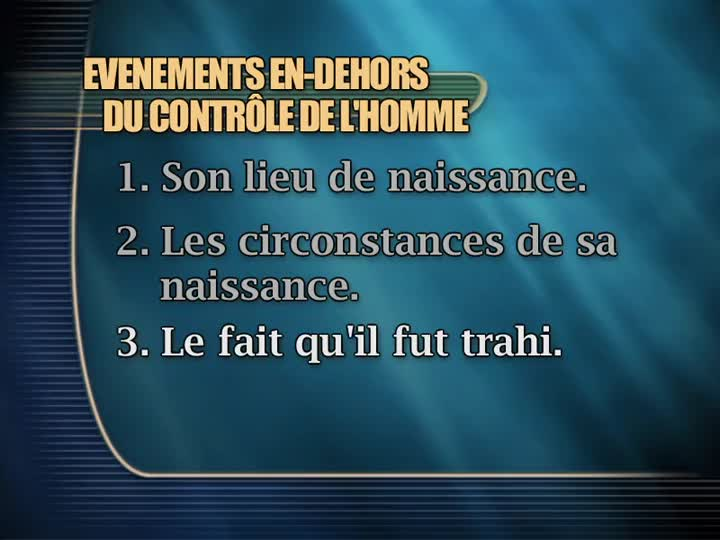 EVENEMENTS EN-DEHORS
DU CONTRÔLE DE L'HOMME
1. Son lieu de naissance.
2. Les circonstances de sa
naissance.
3. Le fait qu'il fut trahi.